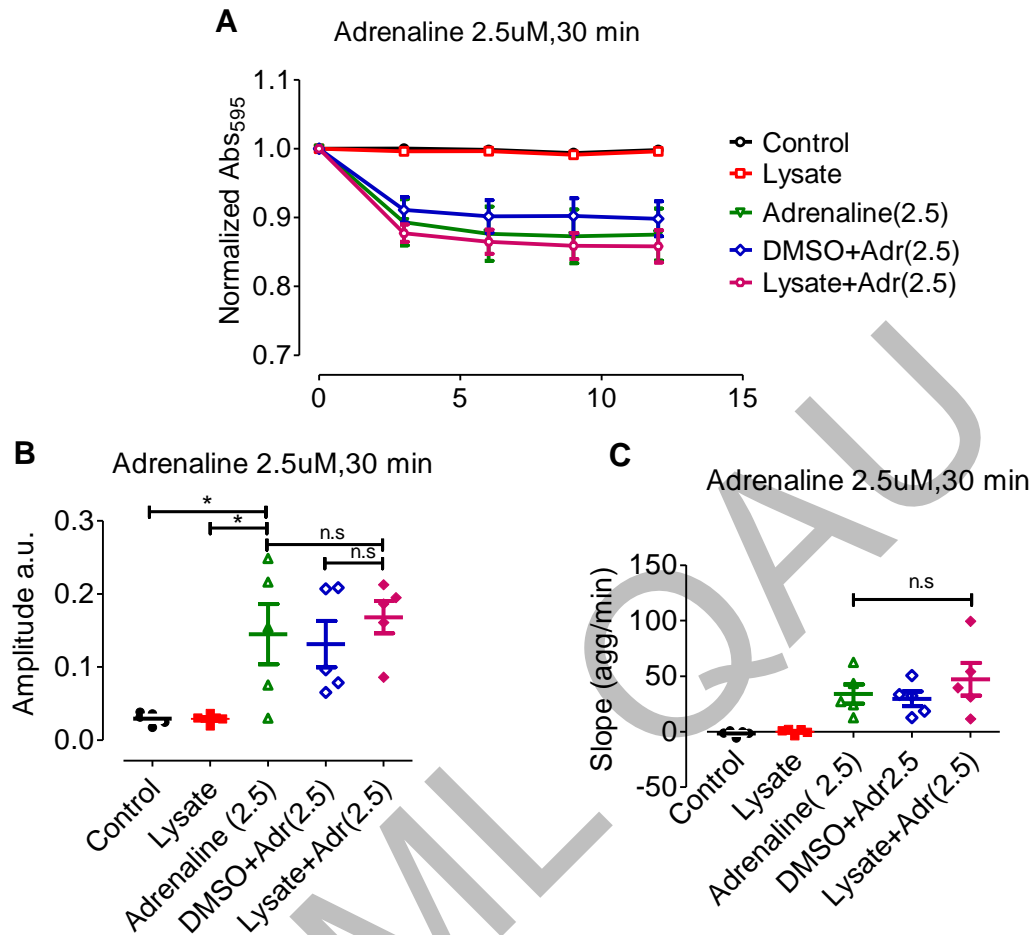 A
Adrenaline 2.5uM,30 min
Normalized Abs595
1.1
1.0
0.9
0.8
0.7
0
5
10
15
Control
Lysate
Adrenaline(2.5)
DMSO+Adr(2.5)
Lysate+Adr(2.5)
B
Adrenaline 2.5uM,30 min
Amplitude a.u.
0.3
0.2
0.1
0.0
*
*
n.s
n.s
Control
Lysate
Adrenaline (2.5)
DMSO+Adr(2.5)
Lysate+Adr(2.5)
C
Adrenaline 2.5uM,30 min
Slope (agg/min)
150
100
50
0
-50
n.s
Control
Lysate
Adrenaline( 2.5)
DMSO+Adr2.5
Lysate+Adr(2.5)
ML QAU